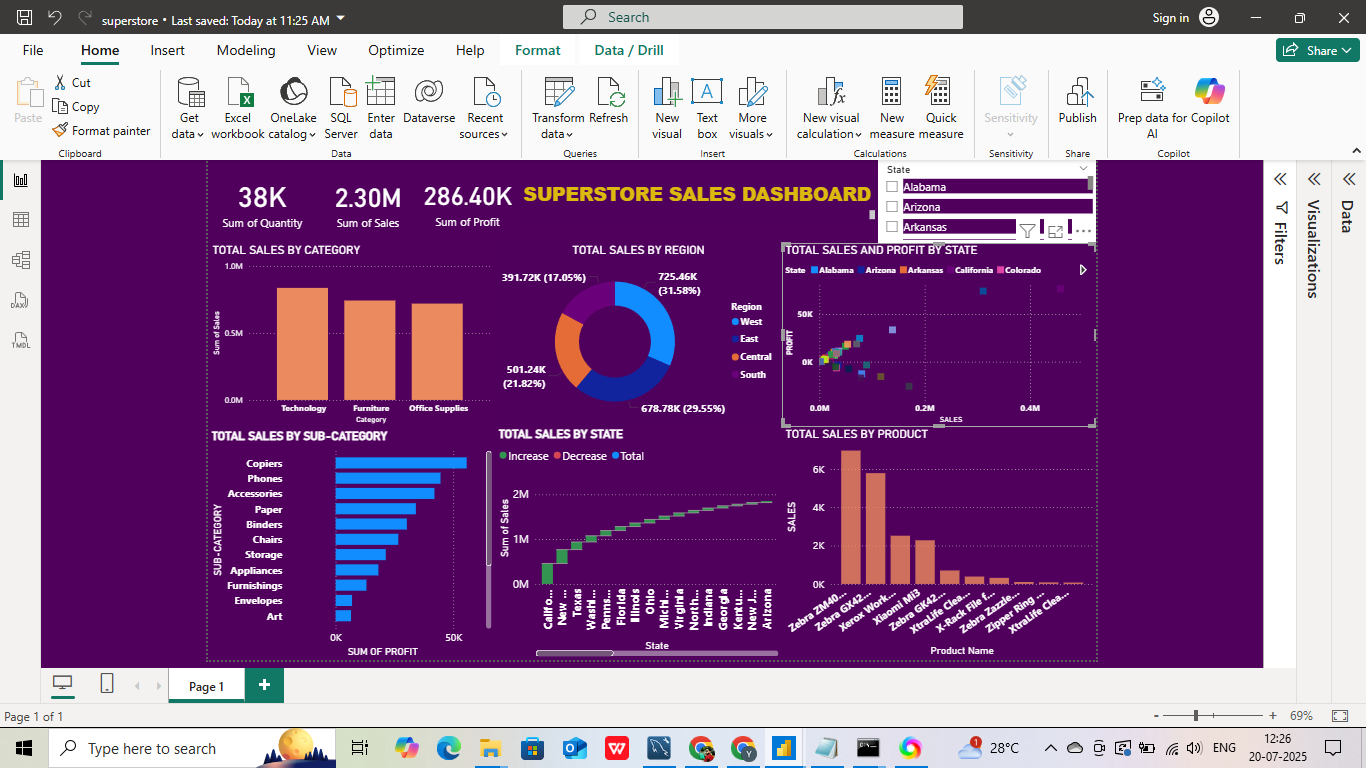 superstore • Last saved: Today at 11:25 AM
Search
Sign in
File Home Insert Modeling View Optimize Help Format Data / Drill
Share
Paste
Cut
Copy
Format painter
Clipboard
Get data
Excel workbook
OneLake catalog
SQL Server
Enter data
Dataverse
Recent sources
Data
Transform data
Refresh
Queries
New visual
Text box
More visuals
Insert
New visual calculation
New measure
Quick measure
Calculations
Sensitivity
Sensitivity
Publish
Share
Prep data for AI
Copilot
Copilot
38K
Sum of Quantity
2.30M
Sum of Sales
286.40K
Sum of Profit
SUPERSTORE SALES DASHBOARD
State
Alabama
Arizona
Arkansas
Filters
Visualizations
Data
DAX
TMDL
TOTAL SALES BY CATEGORY
Sum of Sales
1.0M
0.5M
0.0M
Technology Furniture Office Supplies
Category
TOTAL SALES BY REGION
391.72K (17.05%)
725.46K
(31.58%)
501.24K
(21.82%)
678.78K (29.55%)
Region
West
East
Central
South
TOTAL SALES AND PROFIT BY STATE
State Alabama Arizona Arkansas California Colorado
PROFIT
50K
0K
0.0M 0.2M 0.4M
SALES
TOTAL SALES BY SUB-CATEGORY
SUB-CATEGORY
Copiers
Phones
Accessories
Paper
Binders
Chairs
Storage
Appliances
Furnishings
Envelopes
Art
0K 50K
SUM OF PROFIT
TOTAL SALES BY STATE
Increase Decrease Total
Sum of Sales
2M
1M
0M
Califo...
New ...
Texas
Washi...
Penns...
Florida
Illinois
Ohio
Michi...
Virginia
North...
Indiana
Georgia
Kentu...
New J...
Arizona
State
TOTAL SALES BY PRODUCT
SALES
6K
4K
2K
0K
Zebra ZM40...
Zebra GX42...
Xerox Work...
Xiaomi Mi3
Zebra GK42...
XtraLife Clea...
X-Rack File f...
Zebra Zazzle...
Zipper Ring ...
XtraLife Clea...
Product Name
Page 1
Page 1 of 1
- + 69%
Type here to search
1
28°C
ENG
12:26
20-07-2025